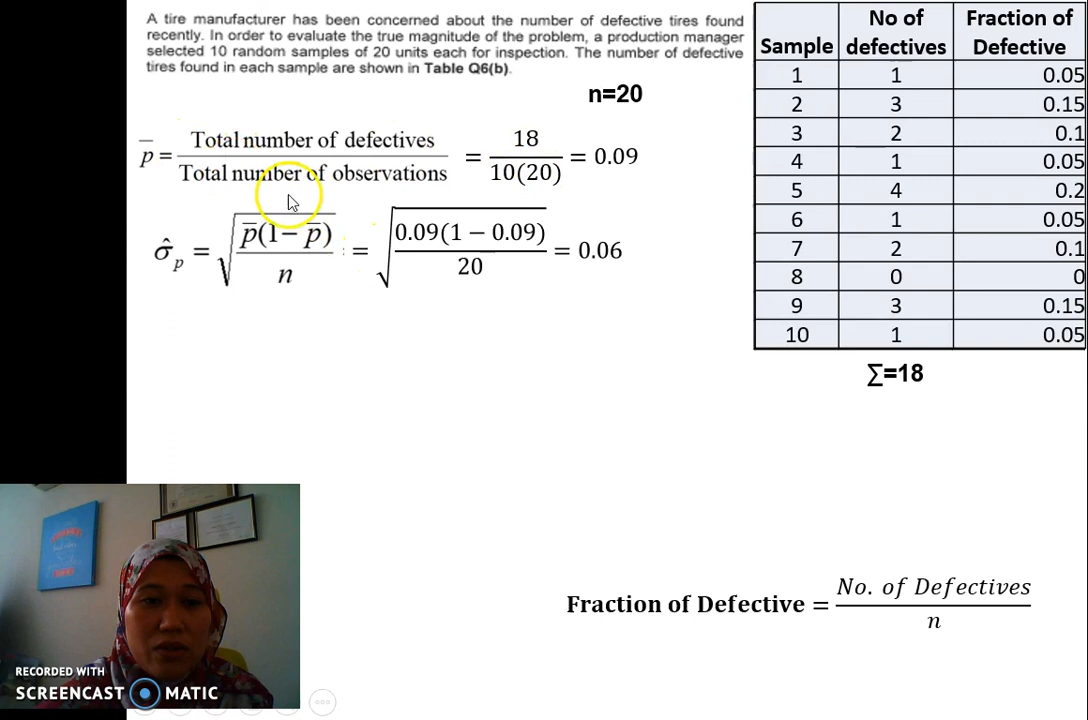 A tire manufacturer has been concerned about the number of defective tires found
recently. In order to evaluate the true magnitude of the problem, a production manager
selected 10 random samples of 20 units each for inspection. The number of defective
tires found in each sample are shown in Table Q6(b).
n=20
p̄ = Total number of defectives / Total number of observations = 18 / 10(20) = 0.09
σ̂ₚ = √(p̄(1− p̄) / n) = √(0.09(1 − 0.09) / 20) = 0.06
Sample | No of defectives | Fraction of Defective
1 | 1 | 0.05
2 | 3 | 0.15
3 | 2 | 0.1
4 | 1 | 0.05
5 | 4 | 0.2
6 | 1 | 0.05
7 | 2 | 0.1
8 | 0 | 0
9 | 3 | 0.15
10 | 1 | 0.05
∑=18
Fraction of Defective = No. of Defectives / n
RECORDED WITH
SCREENCAST MATIC